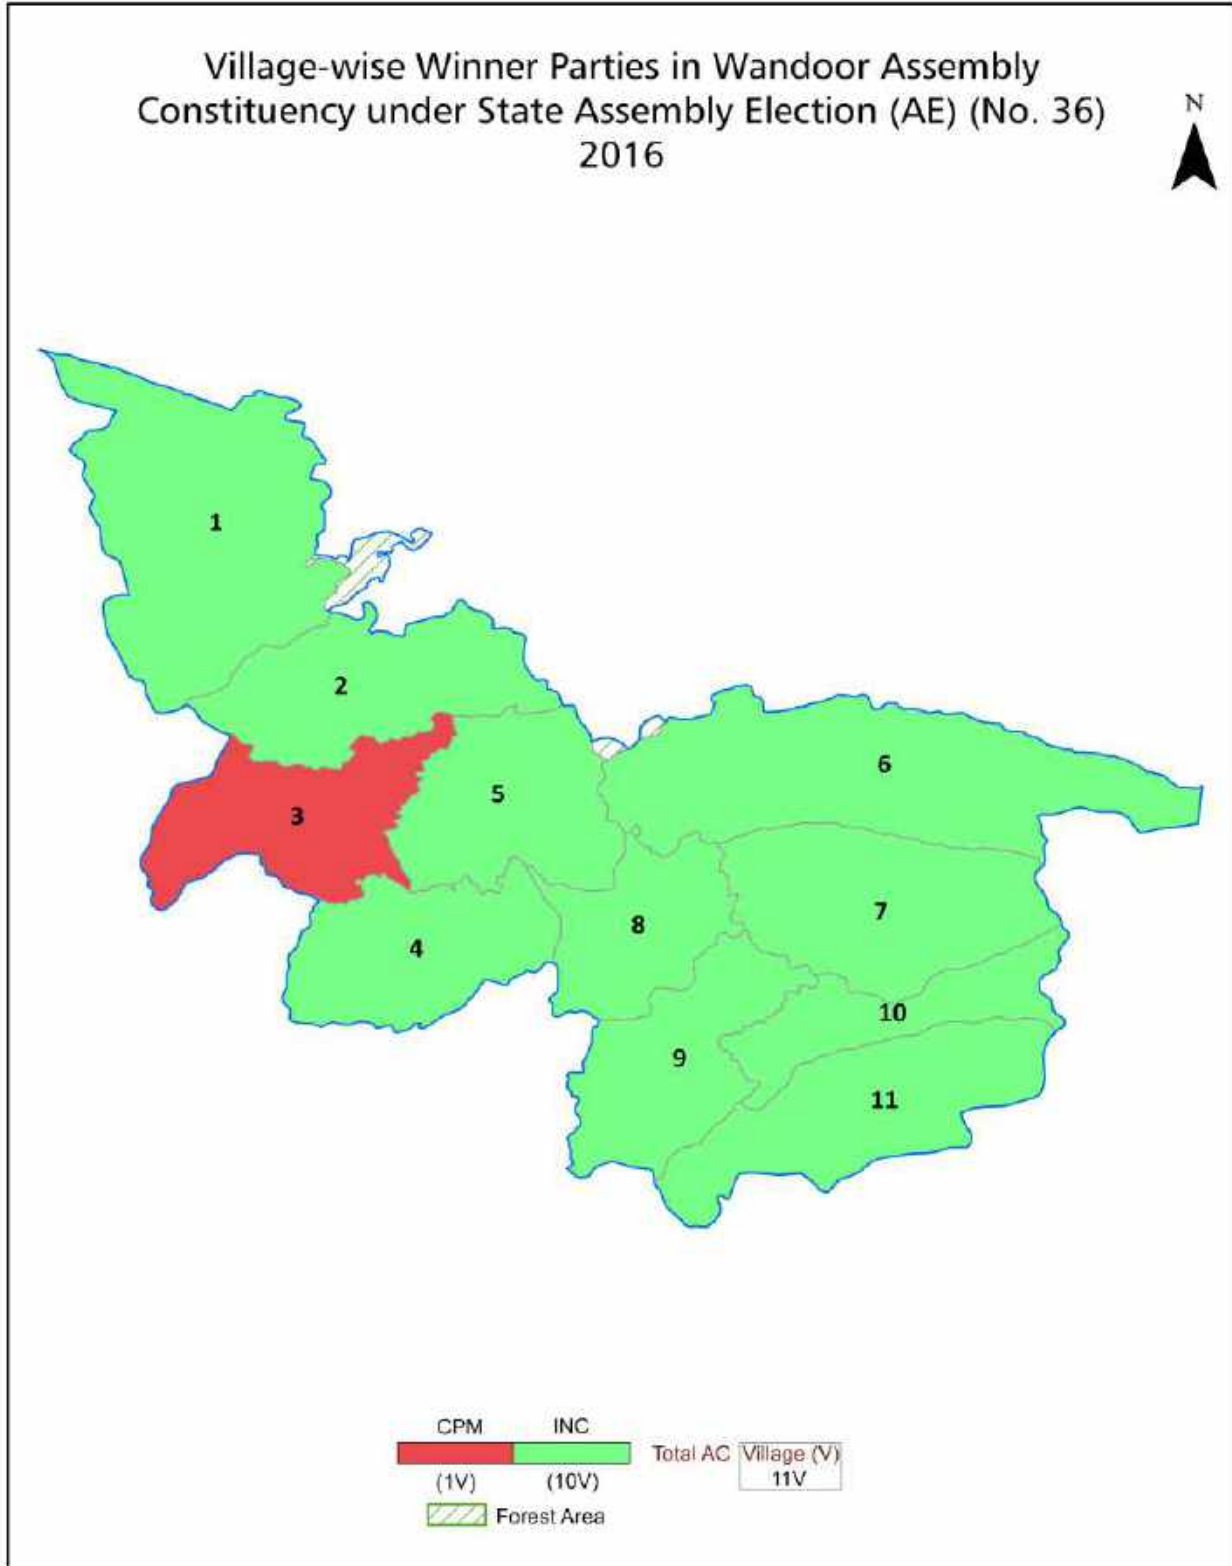 Village-wise Winner Parties in Wandoor Assembly
Constituency under State Assembly Election (AE) (No. 36)
2016
N
1
2
3
5
6
4
8
7
10
9
11
CPM INC
Total AC Village (V)
11V
(1V) (10V)
Forest Area